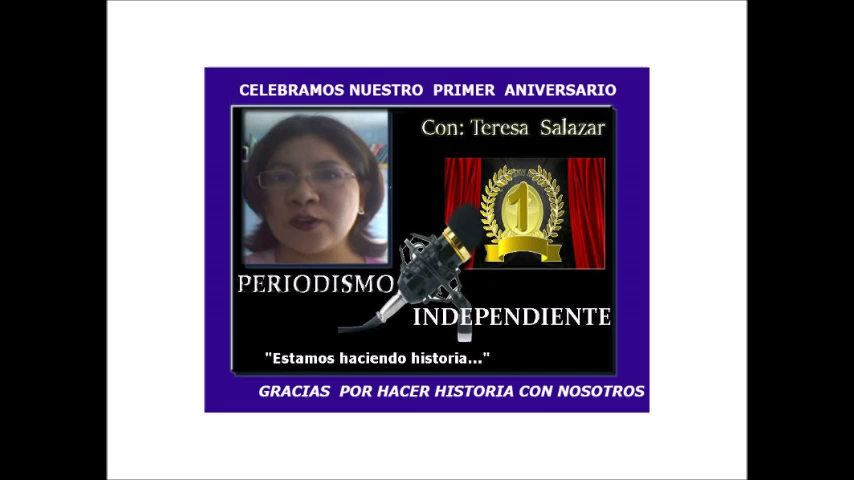 CELEBRAMOS NUESTRO PRIMER ANIVERSARIO
Con: Teresa Salazar
1
PERIODISMO
INDEPENDIENTE
"Estamos haciendo historia..."
GRACIAS POR HACER HISTORIA CON NOSOTROS